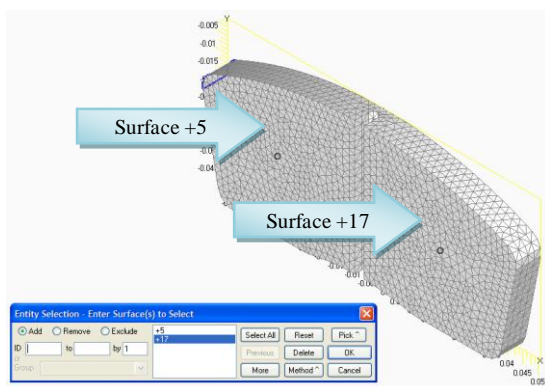 Y
-0.005
-0.01
-0.015
Surface +5
-0.04
Surface +17
0.04
0.045
0.05
X
Entity Selection - Enter Surface(s) to Select
Add Remove Exclude
ID to by 1
or
Group
+5
+17
Select All Reset Pick ^
Previous Delete OK
More Method ^ Cancel